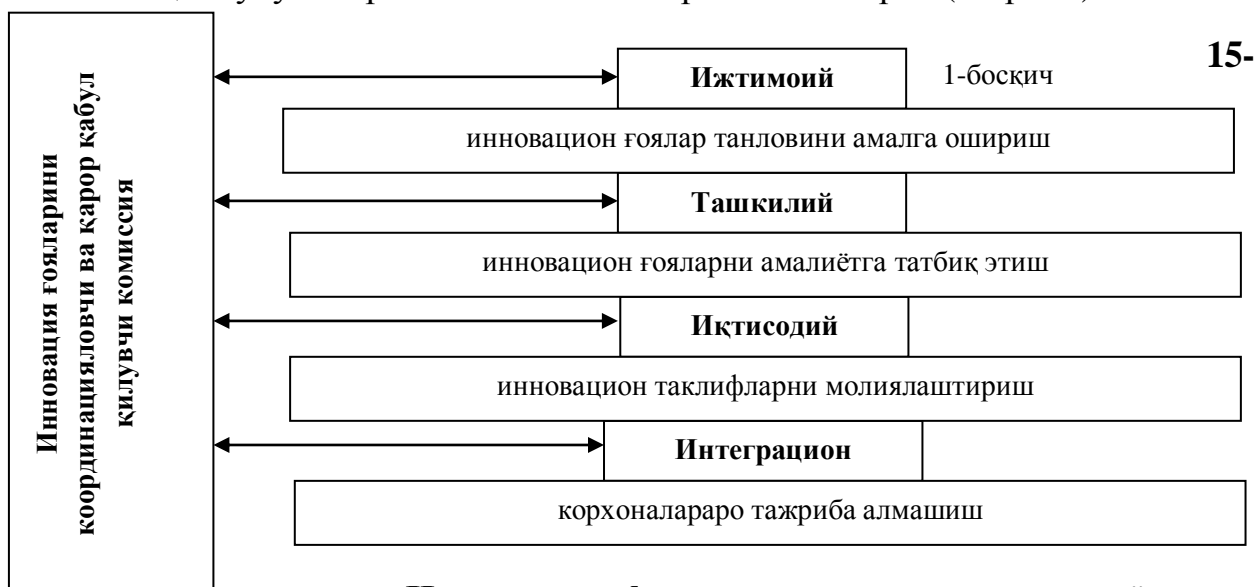 15-
Ижтимоий
1-босқич
инновацион ғоялар танловини амалга ошириш
Ташкилий
инновацион ғояларни амалиётга татбиқ этиш
Иқтисодий
инновацион таклифларни молиялаштириш
Интеграцион
корхоналараро тажриба алмашиш
Инновация ғояларини
координацияловчи ва қарор қабул
қилувчи комиссия